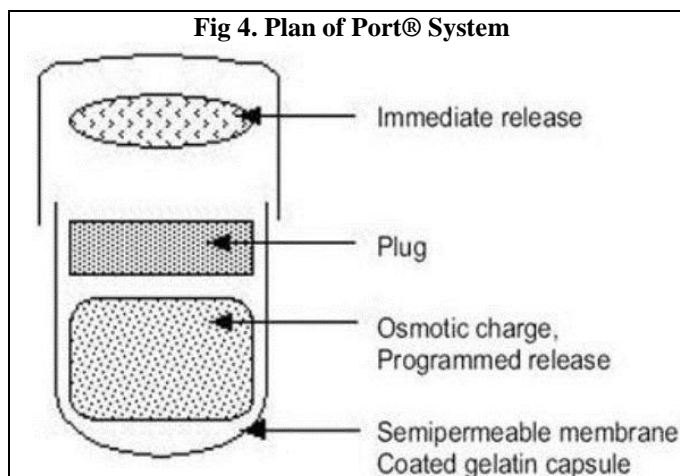 Fig 4. Plan of Port® System
Immediate release
Plug
Osmotic charge,
Programmed release
Semipermeable membrane
Coated gelatin capsule